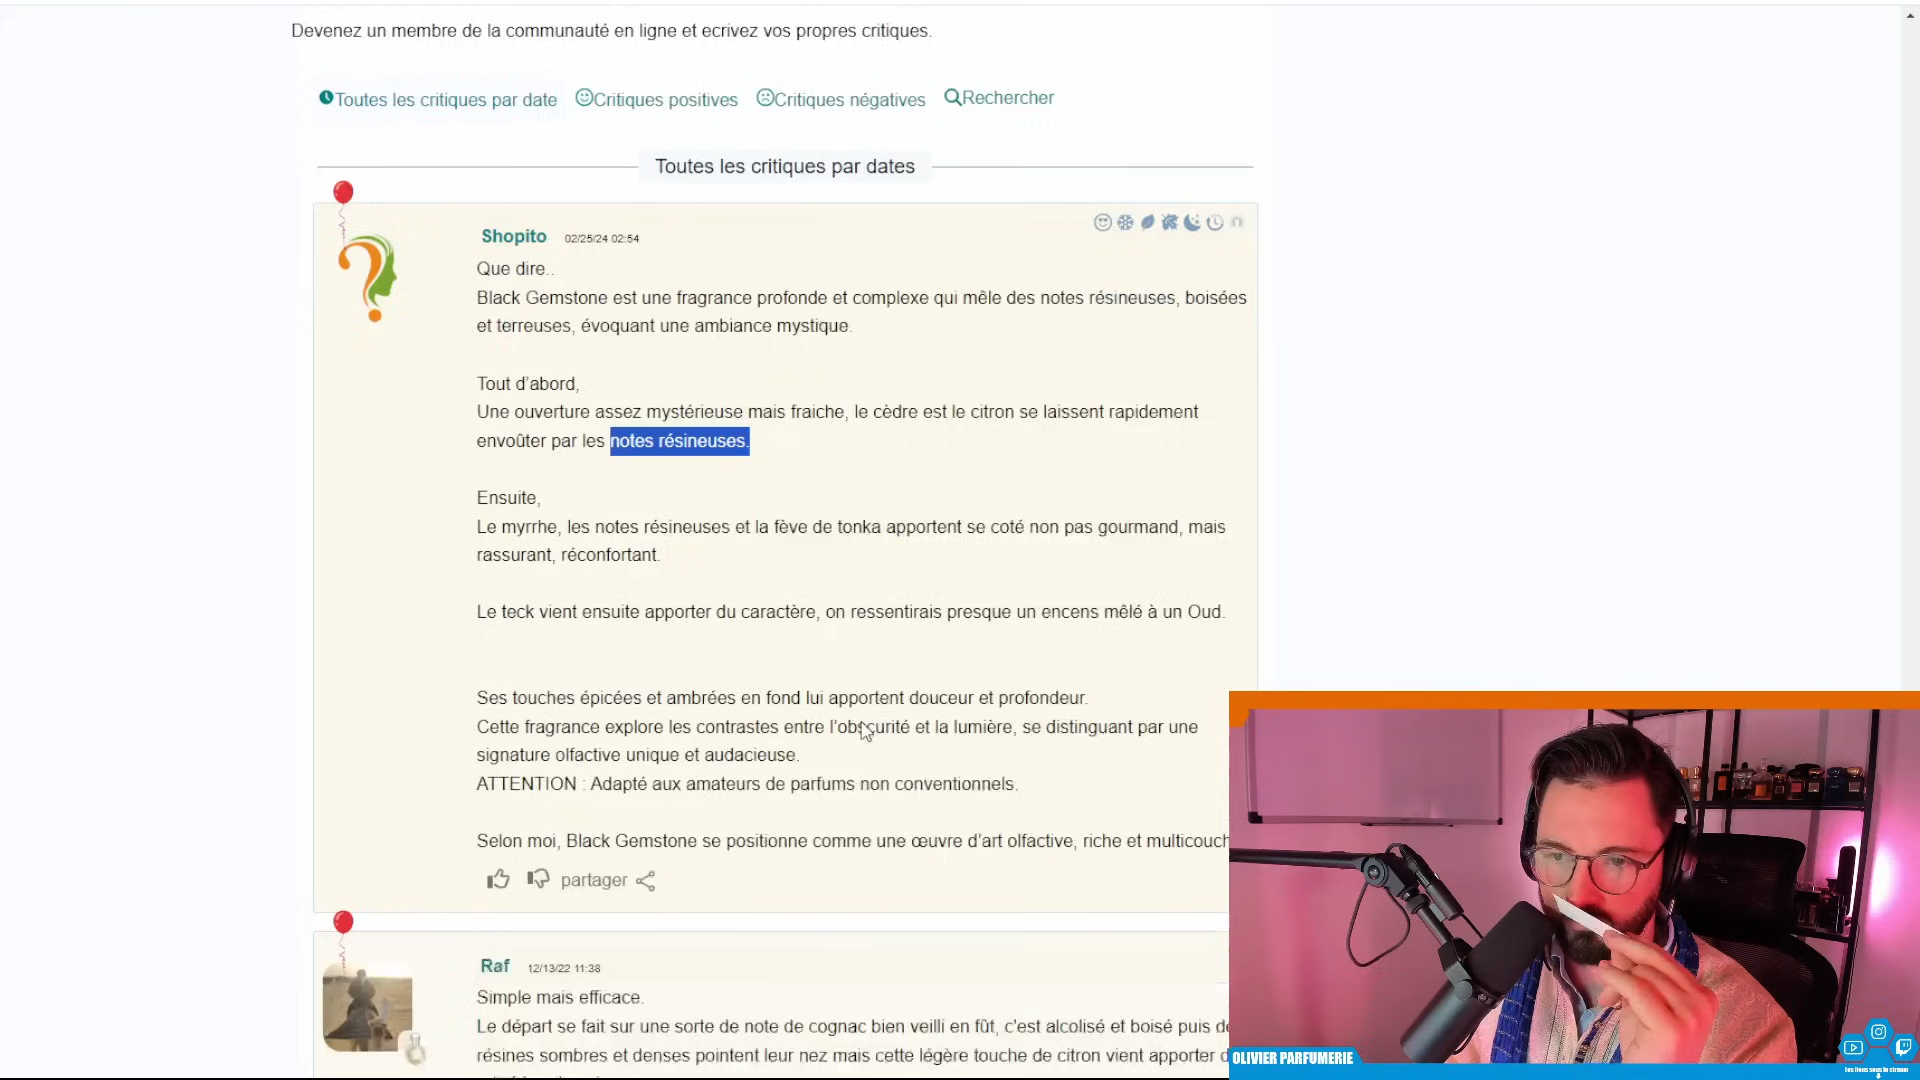 Devenez un membre de la communauté en ligne et ecrivez vos propres critiques.
Toutes les critiques par date Critiques positives Critiques négatives Rechercher
Toutes les critiques par dates
Shopito 02/25/24 02:54
Que dire..
Black Gemstone est une fragrance profonde et complexe qui mêle des notes résineuses, boisées
et terreuses, évoquant une ambiance mystique.
Tout d'abord,
Une ouverture assez mystérieuse mais fraiche, le cèdre est le citron se laissent rapidement
envoûter par les notes résineuses.
Ensuite,
Le myrrhe, les notes résineuses et la fève de tonka apportent se coté non pas gourmand, mais
rassurant, réconfortant.
Le teck vient ensuite apporter du caractère, on ressentirais presque un encens mêlé à un Oud.
Ses touches épicées et ambrées en fond lui apportent douceur et profondeur.
Cette fragrance explore les contrastes entre l'obscurité et la lumière, se distinguant par une
signature olfactive unique et audacieuse.
ATTENTION : Adapté aux amateurs de parfums non conventionnels.
Selon moi, Black Gemstone se positionne comme une œuvre d'art olfactive, riche et multicouch
partager
Raf 12/13/22 11:38
Simple mais efficace.
Le départ se fait sur une sorte de note de cognac bien veilli en fût, c'est alcolisé et boisé puis de
résines sombres et denses pointent leur nez mais cette légère touche de citron vient apporter d
OLIVIER PARFUMERIE
Les liens sous le stream